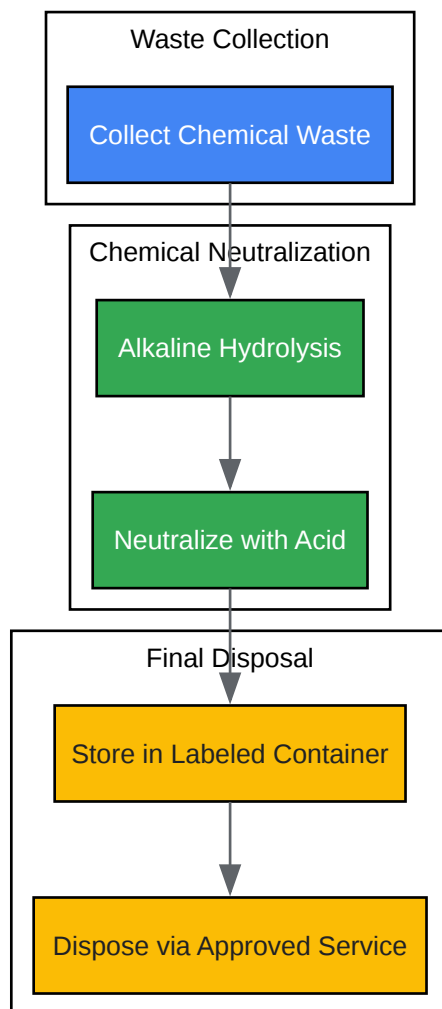 Waste Collection
Collect Chemical Waste
Chemical Neutralization
Alkaline Hydrolysis
Neutralize with Acid
Final Disposal
Store in Labeled Container
Dispose via Approved Service